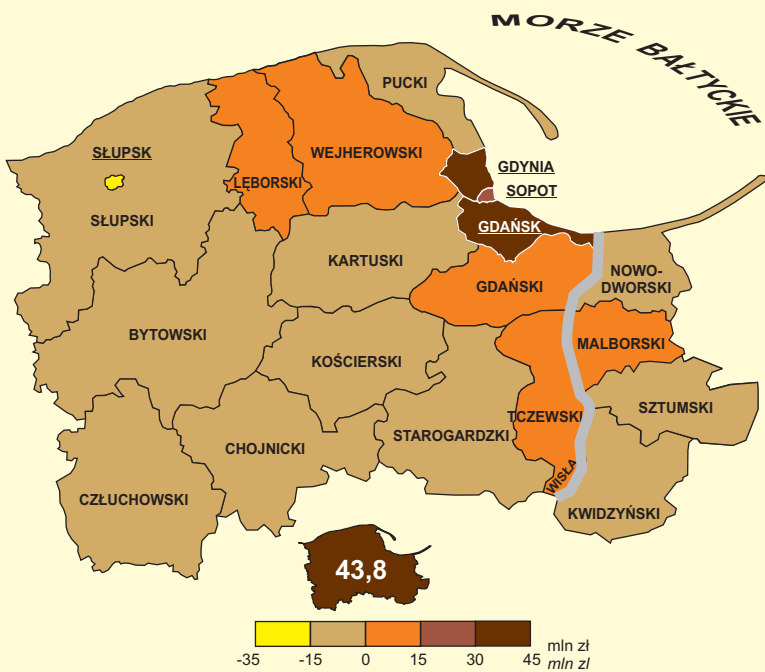 MORZE BAŁTYCKIE
PUCKI
SŁUPSK
WEJHEROWSKI
GDYNIA
LĘBORSKI
SOPOT
SŁUPSKI
GDAŃSK
KARTUSKI
NOWO-
DWORSKI
GDAŃSKI
BYTOWSKI
MALBORSKI
KOŚCIERSKI
SZTUMSKI
TCZEWSKI
STAROGARDZKI
CHOJNICKI
WISŁA
CZŁUCHOWSKI
KWIDZYŃSKI
43,8
-35 -15 0 15 30 45 mln zł
mln zl